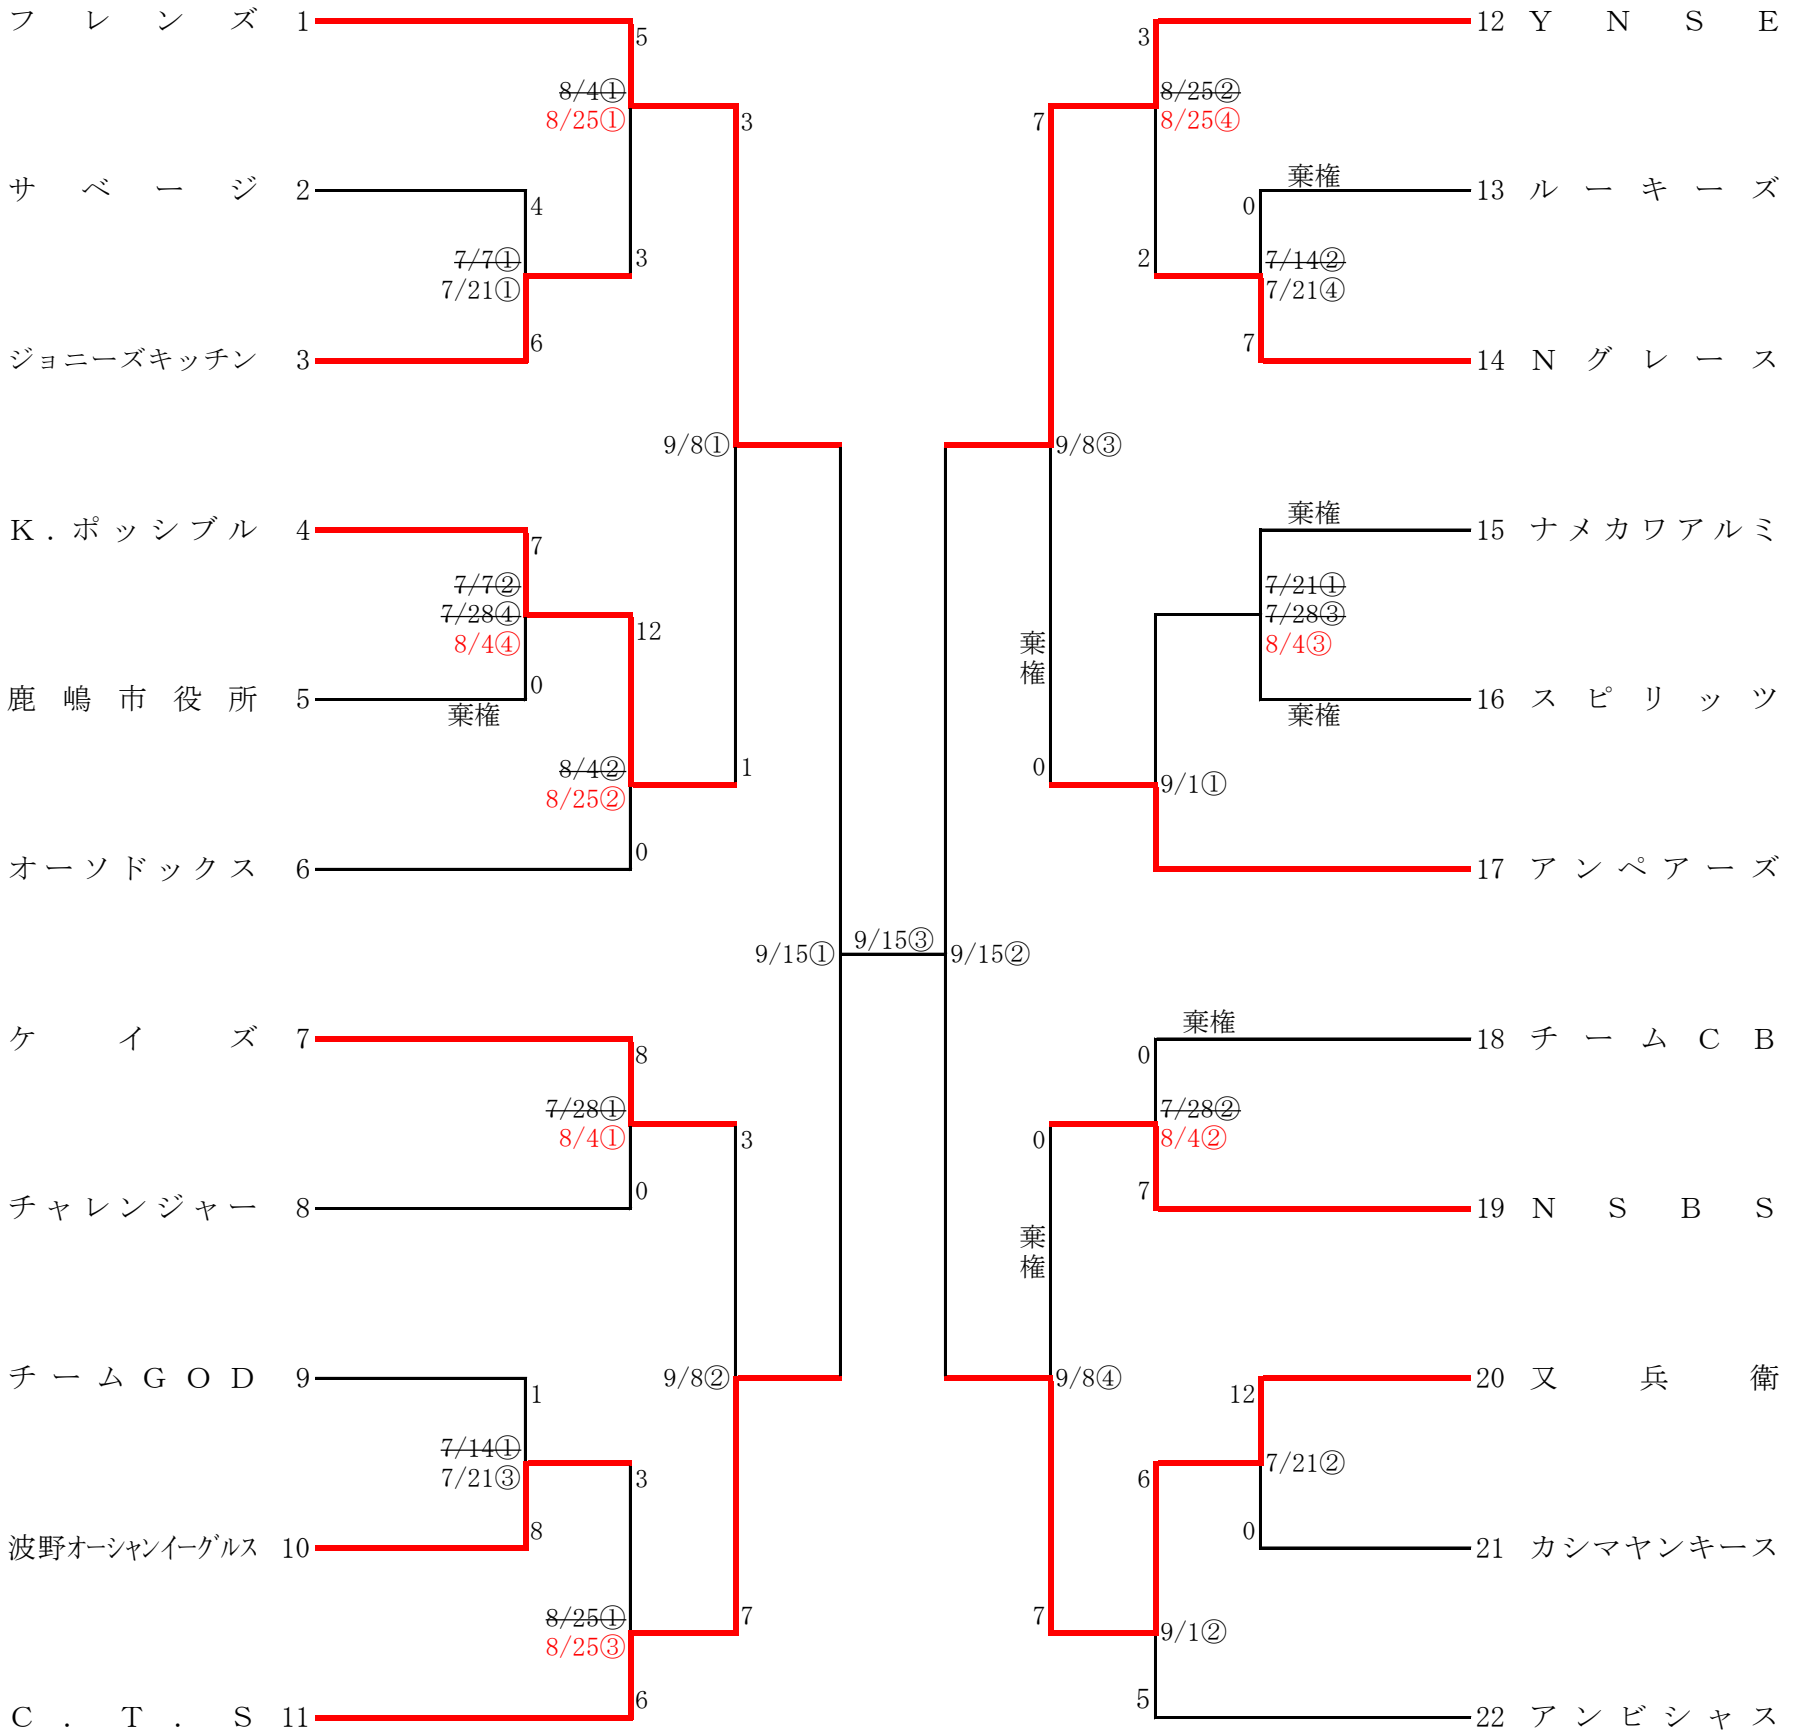 フレンズ 1
5
8/4①
8/25①
3
サベージ 2
4
7/7①
7/21①
3
ジョニーズキッチン 3
6
9/8①
K.ポッシブル 4
7
7/7②
7/28④
8/4④
12
鹿嶋市役所 5
0
棄権
8/4②
8/25②
1
オーソドックス 6
0
9/15①
9/15③
9/15②
ケイズ 7
8
7/28①
8/4①
3
チャレンジャー 8
0
チームGOD 9
1
9/8②
7/14①
7/21③
3
波野オーシャンイーグルス 10
8
8/25①
8/25③
7
C.T.S 11
6
12 YNSE
3
8/25②
8/25④
7
棄権
13 ルーキーズ
0
7/14②
7/21④
2
14 Nグレース
7
9/8③
棄権
15 ナメカワアルミ
7/21①
7/28③
8/4③
棄権
16 スピリッツ
棄権
0
9/1①
17 アンペアーズ
棄権
18 チームCB
0
7/28②
8/4②
0
19 NSBS
7
棄権
9/8④
20 又兵衛
12
7/21②
6
21 カシマヤンキース
0
7
9/1②
5
22 アンビシャス